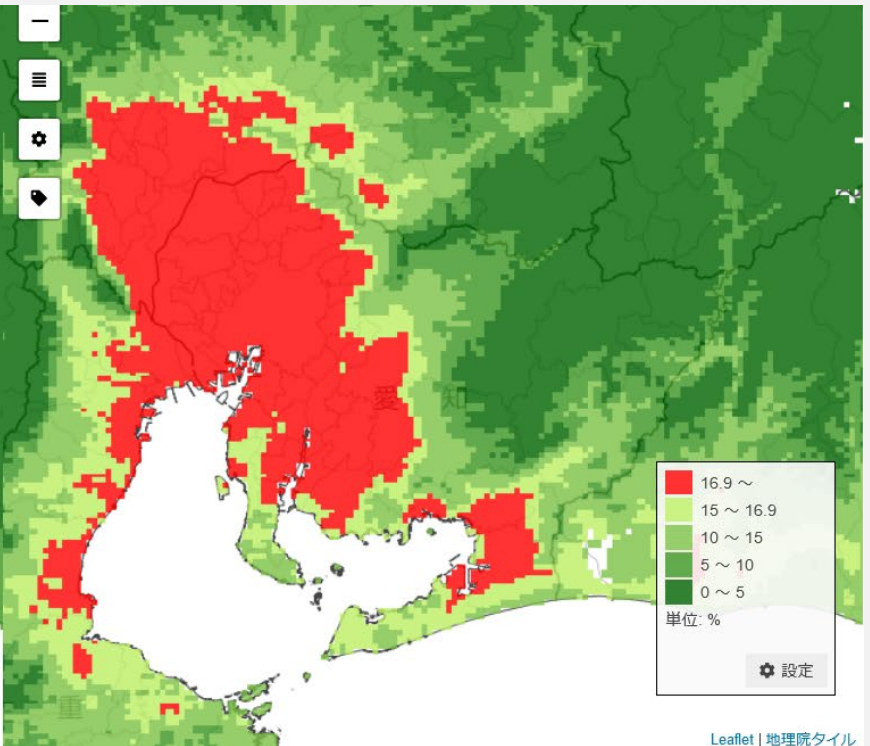 愛 知
16.9 ～
15 ～ 16.9
10 ～ 15
5 ～ 10
0 ～ 5
単位: %
設定
重
Leaflet | 地理院タイル